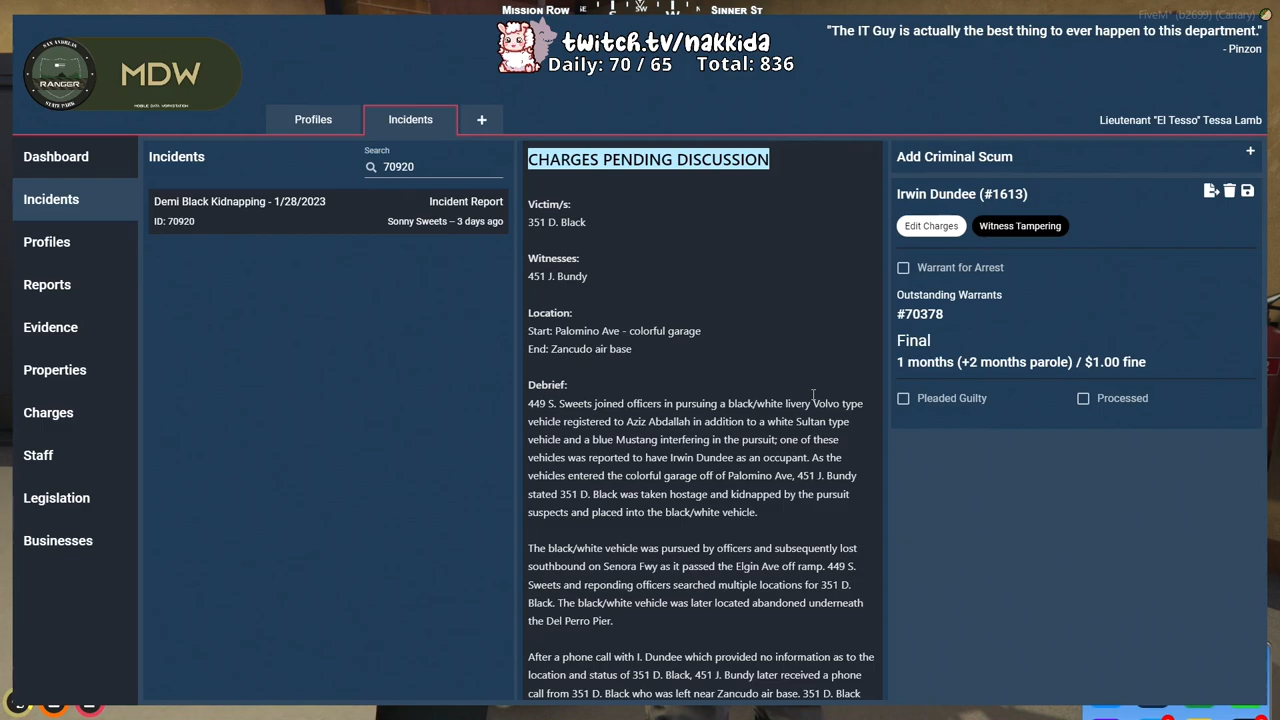 MISSION ROW
SE
S
SW
W
SINNER ST
FiveM* (b2699) (Canary)
twitch.tv/nakkida
Daily: 70 / 65 Total: 836
"The IT Guy is actually the best thing to ever happen to this department."
- Pinzon
SAN ANDREAS
RANGER
STATE PARK
MDW
MOBILE DATA WORKSTATION
Profiles
Incidents
+
Lieutenant "El Tesso" Tessa Lamb
Dashboard
Incidents
Profiles
Reports
Evidence
Properties
Charges
Staff
Legislation
Businesses
Incidents
Search
70920
Demi Black Kidnapping - 1/28/2023
Incident Report
ID: 70920
Sonny Sweets – 3 days ago
CHARGES PENDING DISCUSSION
Victim/s:
351 D. Black
Witnesses:
451 J. Bundy
Location:
Start: Palomino Ave - colorful garage
End: Zancudo air base
Debrief:
449 S. Sweets joined officers in pursuing a black/white livery Volvo type
vehicle registered to Aziz Abdallah in addition to a white Sultan type
vehicle and a blue Mustang interfering in the pursuit; one of these
vehicles was reported to have Irwin Dundee as an occupant. As the
vehicles entered the colorful garage off of Palomino Ave, 451 J. Bundy
stated 351 D. Black was taken hostage and kidnapped by the pursuit
suspects and placed into the black/white vehicle.
The black/white vehicle was pursued by officers and subsequently lost
southbound on Senora Fwy as it passed the Elgin Ave off ramp. 449 S.
Sweets and reponding officers searched multiple locations for 351 D.
Black. The black/white vehicle was later located abandoned underneath
the Del Perro Pier.
After a phone call with I. Dundee which provided no information as to the
location and status of 351 D. Black, 451 J. Bundy later received a phone
call from 351 D. Black who was left near Zancudo air base. 351 D. Black
Add Criminal Scum
+
Irwin Dundee (#1613)
Edit Charges
Witness Tampering
Warrant for Arrest
Outstanding Warrants
#70378
Final
1 months (+2 months parole) / $1.00 fine
Pleaded Guilty
Processed